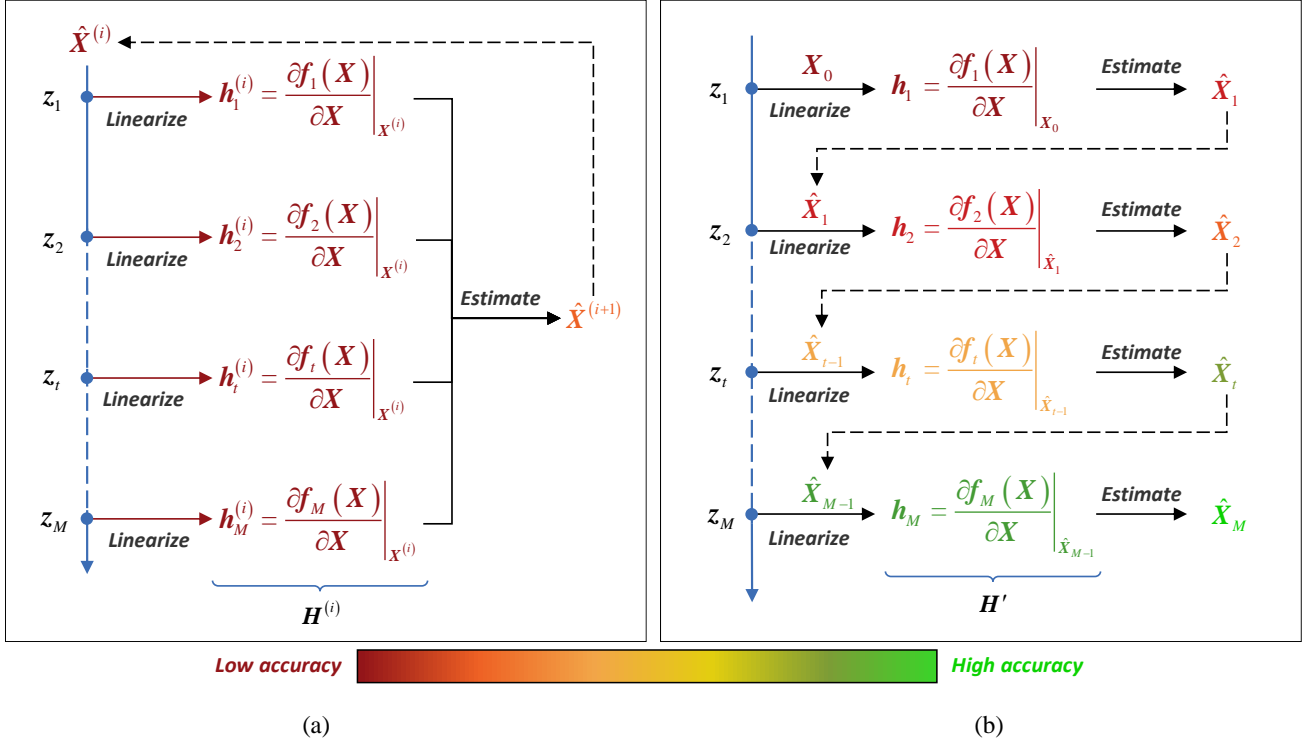 X̂^(i)
z_1 Linearize h_1^(i) = ∂f_1(X)/∂X |_X^(i)
z_2 Linearize h_2^(i) = ∂f_2(X)/∂X |_X^(i)
Estimate X̂^(i+1)
z_t Linearize h_t^(i) = ∂f_t(X)/∂X |_X^(i)
z_M Linearize h_M^(i) = ∂f_M(X)/∂X |_X^(i)
H^(i)
z_1 X_0 Linearize h_1 = ∂f_1(X)/∂X |_X_0 Estimate X̂_1
z_2 X̂_1 Linearize h_2 = ∂f_2(X)/∂X |_X̂_1 Estimate X̂_2
z_t X̂_t−1 Linearize h_t = ∂f_t(X)/∂X |_X̂_t−1 Estimate X̂_t
z_M X̂_M−1 Linearize h_M = ∂f_M(X)/∂X |_X̂_M−1 Estimate X̂_M
H′
Low accuracy High accuracy
(a) (b)